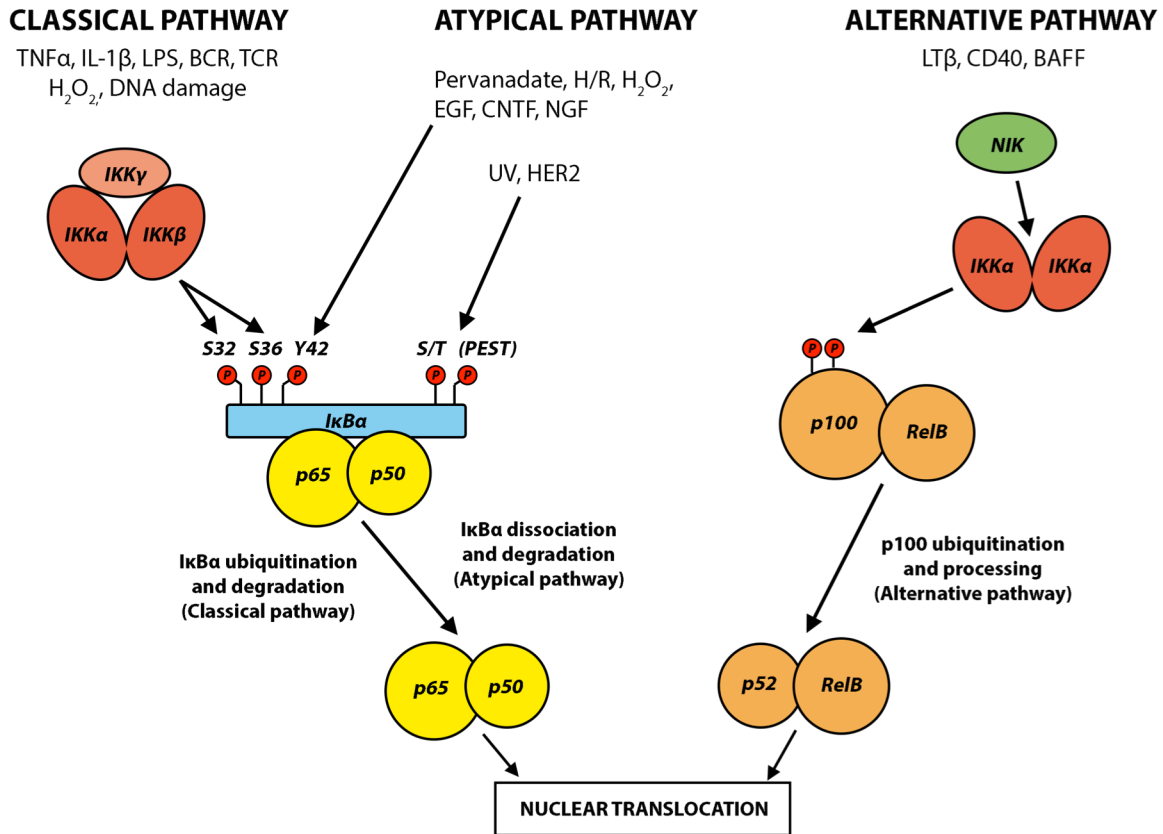 CLASSICAL PATHWAY
TNFα, IL-1β, LPS, BCR, TCR
H₂O₂, DNA damage
ATYPICAL PATHWAY
Pervanadate, H/R, H₂O₂,
EGF, CNTF, NGF
UV, HER2
ALTERNATIVE PATHWAY
LTβ, CD40, BAFF
NIK
IKKγ
IKKα
IKKβ
IKKα
IKKα
S32
S36
Y42
S/T (PEST)
P
P
P
P
P
IκBα
p65
p50
P
P
p100
RelB
IκBα ubiquitination
and degradation
(Classical pathway)
IκBα dissociation
and degradation
(Atypical pathway)
p100 ubiquitination
and processing
(Alternative pathway)
p65
p50
p52
RelB
NUCLEAR TRANSLOCATION